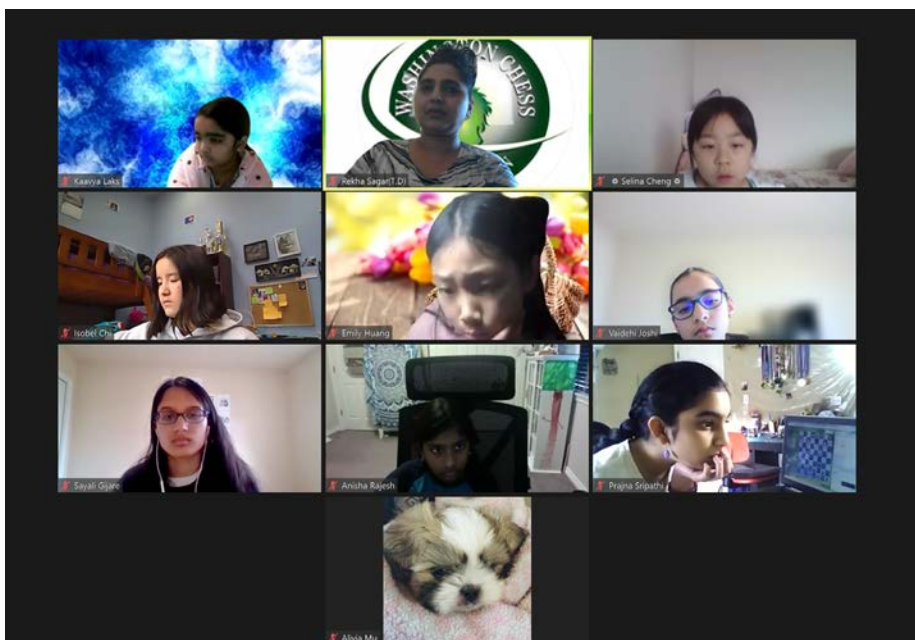 Kaavya Laks
WASHINGTON CHESS
Rekha Sagar(T.D)
Selina Cheng
Isobel Chi
Emily Huang
Vaidehi Joshi
Sayali Gijare
Anisha Rajesh
Prajna Sripathi
Alivia Mu